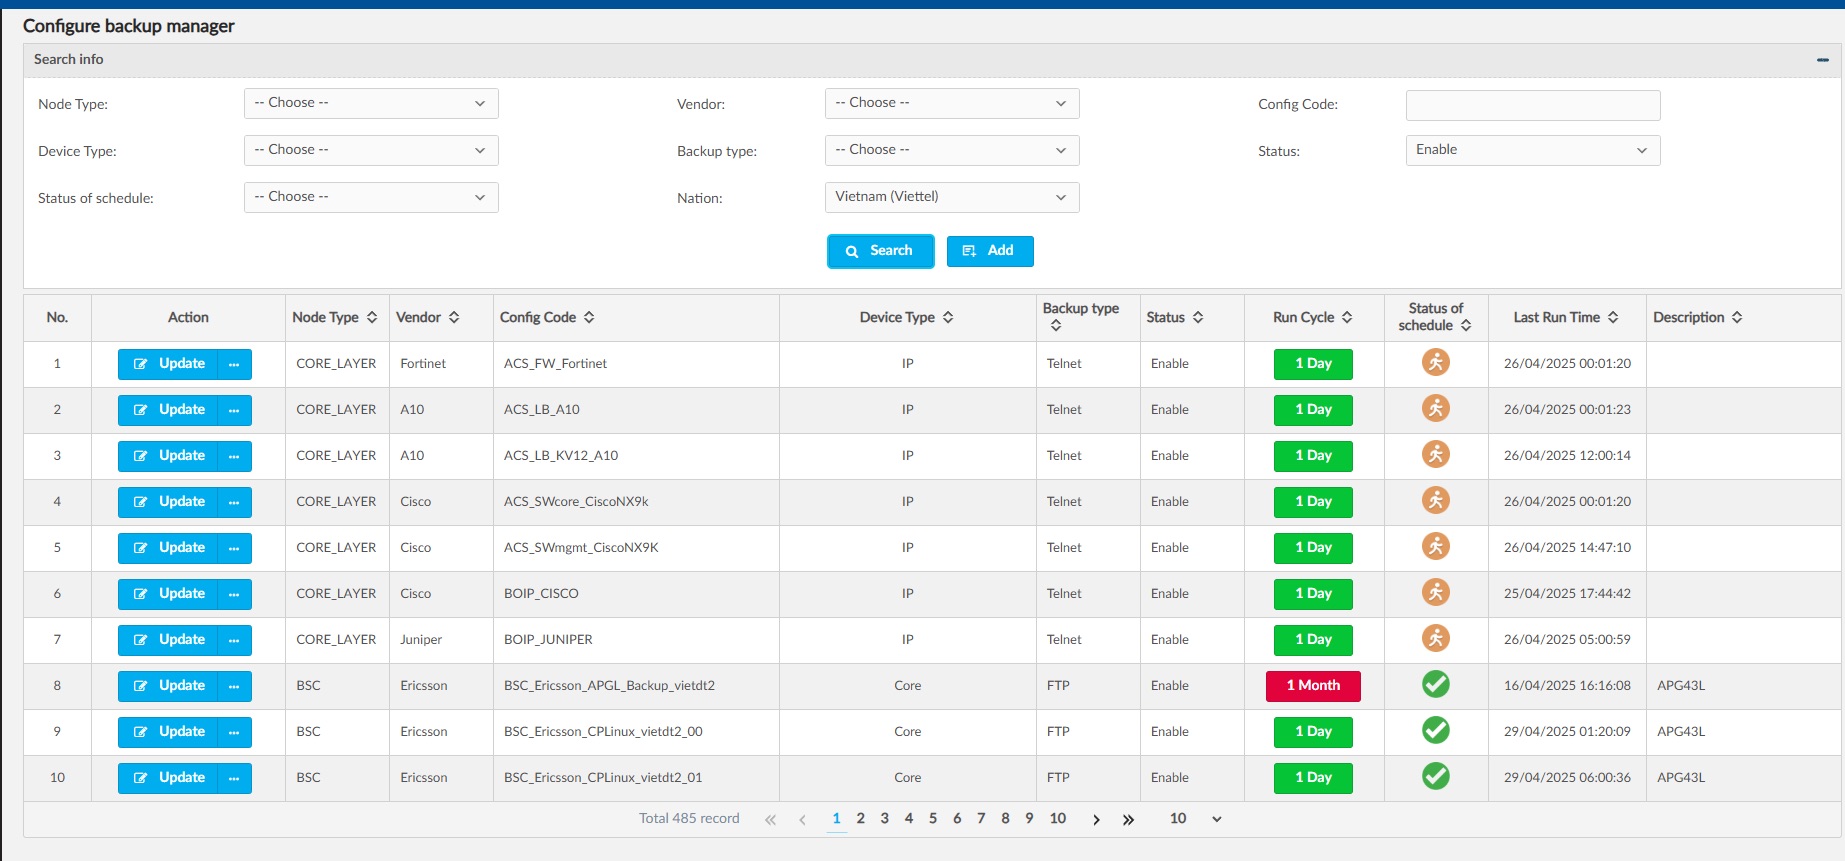 Configure backup manager
Search info
Node Type: -- Choose -- Vendor: -- Choose -- Config Code:
Device Type: -- Choose -- Backup type: -- Choose -- Status: Enable
Status of schedule: -- Choose -- Nation: Vietnam (Viettel)
Search Add
No. Action Node Type Vendor Config Code Device Type Backup type Status Run Cycle Status of schedule Last Run Time Description
1 Update ... CORE_LAYER Fortinet ACS_FW_Fortinet IP Telnet Enable 1 Day 26/04/2025 00:01:20
2 Update ... CORE_LAYER A10 ACS_LB_A10 IP Telnet Enable 1 Day 26/04/2025 00:01:23
3 Update ... CORE_LAYER A10 ACS_LB_KV12_A10 IP Telnet Enable 1 Day 26/04/2025 12:00:14
4 Update ... CORE_LAYER Cisco ACS_SWcore_CiscoNX9k IP Telnet Enable 1 Day 26/04/2025 00:01:20
5 Update ... CORE_LAYER Cisco ACS_SWmgmt_CiscoNX9K IP Telnet Enable 1 Day 26/04/2025 14:47:10
6 Update ... CORE_LAYER Cisco BOIP_CISCO IP Telnet Enable 1 Day 25/04/2025 17:44:42
7 Update ... CORE_LAYER Juniper BOIP_JUNIPER IP Telnet Enable 1 Day 26/04/2025 05:00:59
8 Update ... BSC Ericsson BSC_Ericsson_APGL_Backup_vietdt2 Core FTP Enable 1 Month 16/04/2025 16:16:08 APG43L
9 Update ... BSC Ericsson BSC_Ericsson_CPLinux_vietdt2_00 Core FTP Enable 1 Day 29/04/2025 01:20:09 APG43L
10 Update ... BSC Ericsson BSC_Ericsson_CPLinux_vietdt2_01 Core FTP Enable 1 Day 29/04/2025 06:00:36 APG43L
Total 485 record « ‹ 1 2 3 4 5 6 7 8 9 10 › » 10